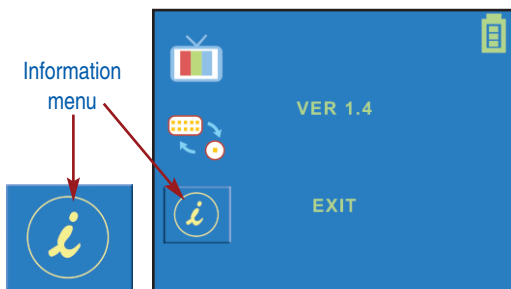 Information
menu
VER 1.4
EXIT
i
i